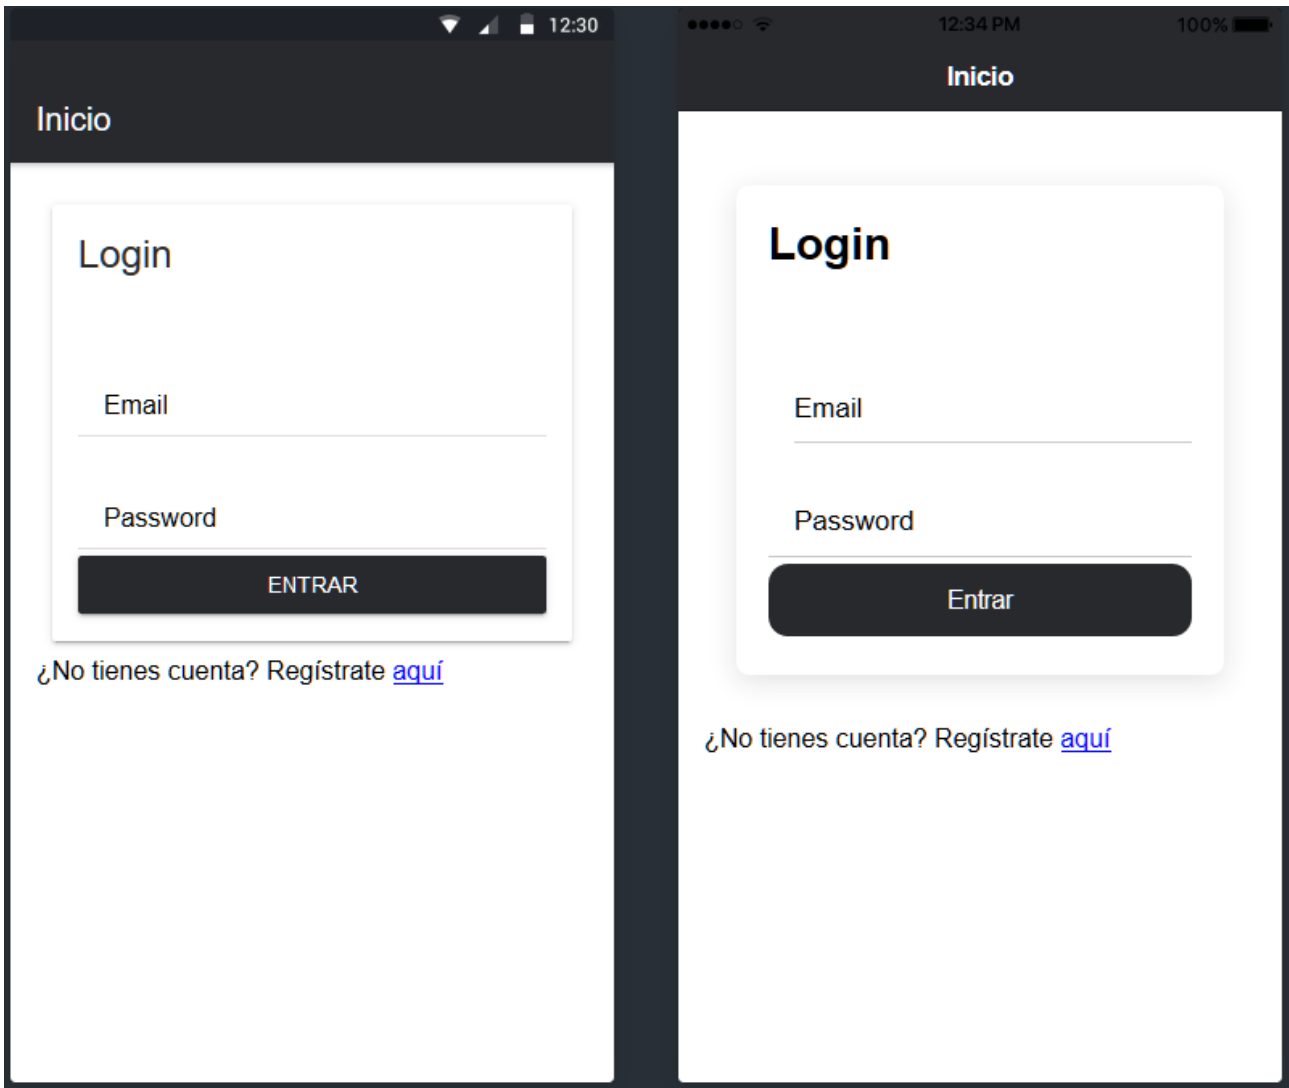 12:30
Inicio
Login
Email
Password
ENTRAR
¿No tienes cuenta? Regístrate aquí
12:34 PM
100%
Inicio
Login
Email
Password
Entrar
¿No tienes cuenta? Regístrate aquí